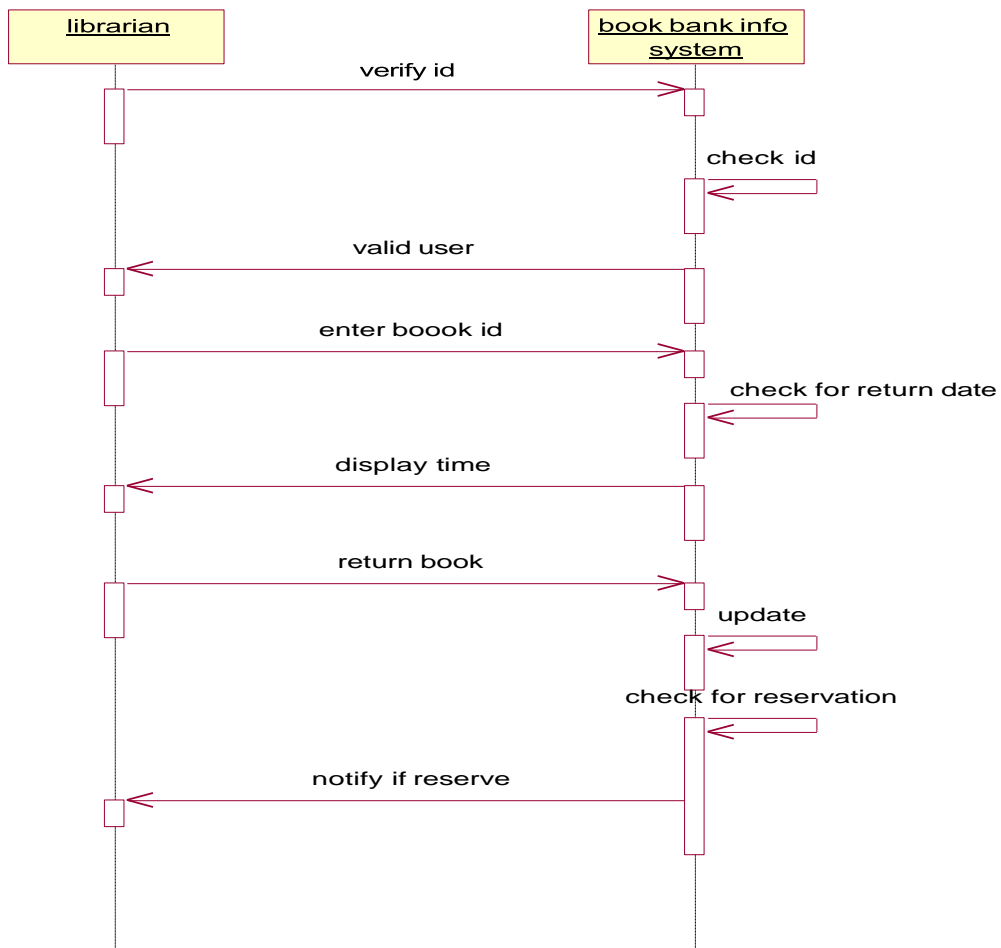 librarian
book bank info
system
verify id
check id
valid user
enter boook id
check for return date
display time
return book
update
check for reservation
notify if reserve